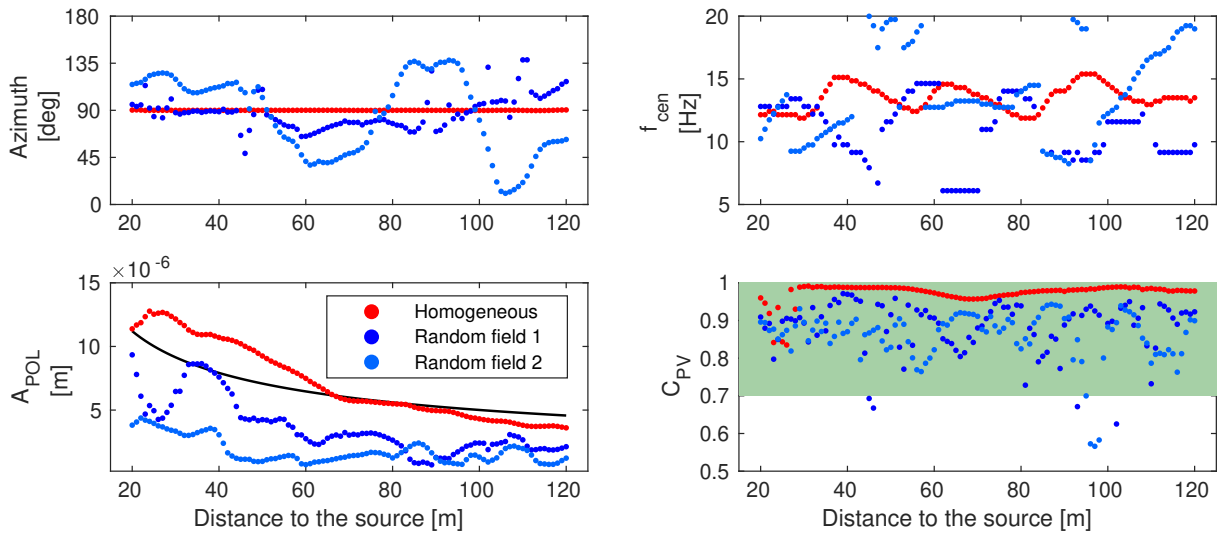 180
135
90
45
0
Azimuth
[deg]
20 40 60 80 100 120
20
15
10
5
f_cen
[Hz]
20 40 60 80 100 120
× 10⁻⁶
15
10
5
A_POL
[m]
Homogeneous
Random field 1
Random field 2
20 40 60 80 100 120
Distance to the source [m]
1
0.9
0.8
0.7
0.6
0.5
C_PV
20 40 60 80 100 120
Distance to the source [m]